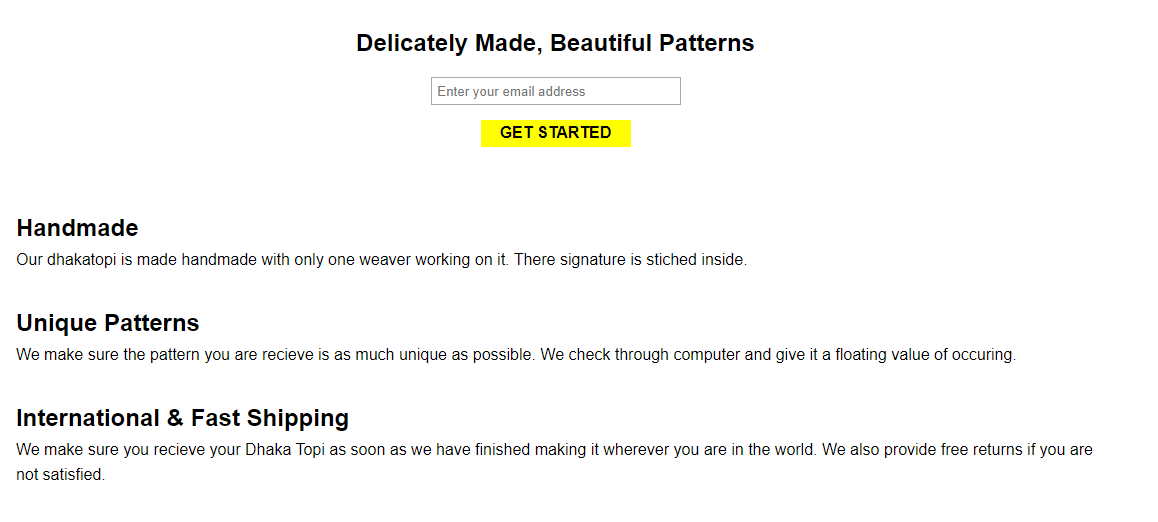 Delicately Made, Beautiful Patterns
Enter your email address
GET STARTED
Handmade
Our dhakatopi is made handmade with only one weaver working on it. There signature is stiched inside.
Unique Patterns
We make sure the pattern you are recieve is as much unique as possible. We check through computer and give it a floating value of occuring.
International & Fast Shipping
We make sure you recieve your Dhaka Topi as soon as we have finished making it wherever you are in the world. We also provide free returns if you are
not satisfied.